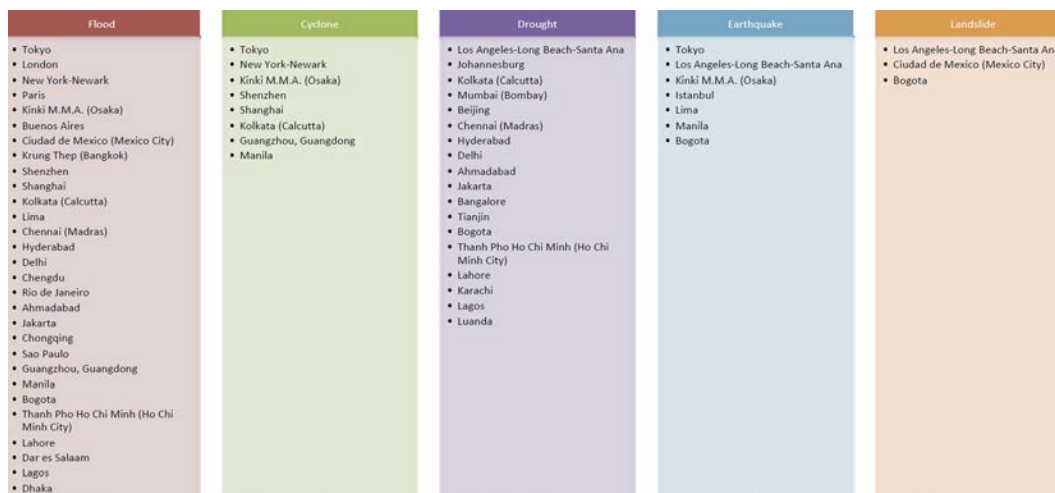 Flood
• Tokyo
• London
• New York-Newark
• Paris
• Kinki M.M.A. (Osaka)
• Buenos Aires
• Ciudad de Mexico (Mexico City)
• Krung Thep (Bangkok)
• Shenzhen
• Shanghai
• Kolkata (Calcutta)
• Lima
• Chennai (Madras)
• Hyderabad
• Delhi
• Chengdu
• Rio de Janeiro
• Ahmadabad
• Jakarta
• Chongqing
• Sao Paulo
• Guangzhou, Guangdong
• Manila
• Bogota
• Thanh Pho Ho Chi Minh (Ho Chi
Minh City)
• Lahore
• Dar es Salaam
• Lagos
• Dhaka
Cyclone
• Tokyo
• New York-Newark
• Kinki M.M.A. (Osaka)
• Shenzhen
• Shanghai
• Kolkata (Calcutta)
• Guangzhou, Guangdong
• Manila
Drought
• Los Angeles-Long Beach-Santa Ana
• Johannesburg
• Kolkata (Calcutta)
• Mumbai (Bombay)
• Beijing
• Chennai (Madras)
• Hyderabad
• Delhi
• Ahmadabad
• Jakarta
• Bangalore
• Tianjin
• Bogota
• Thanh Pho Ho Chi Minh (Ho Chi
Minh City)
• Lahore
• Karachi
• Lagos
• Luanda
Earthquake
• Tokyo
• Los Angeles-Long Beach-Santa Ana
• Kinki M.M.A. (Osaka)
• Istanbul
• Lima
• Manila
• Bogota
Landslide
• Los Angeles-Long Beach-Santa An
• Ciudad de Mexico (Mexico City)
• Bogota